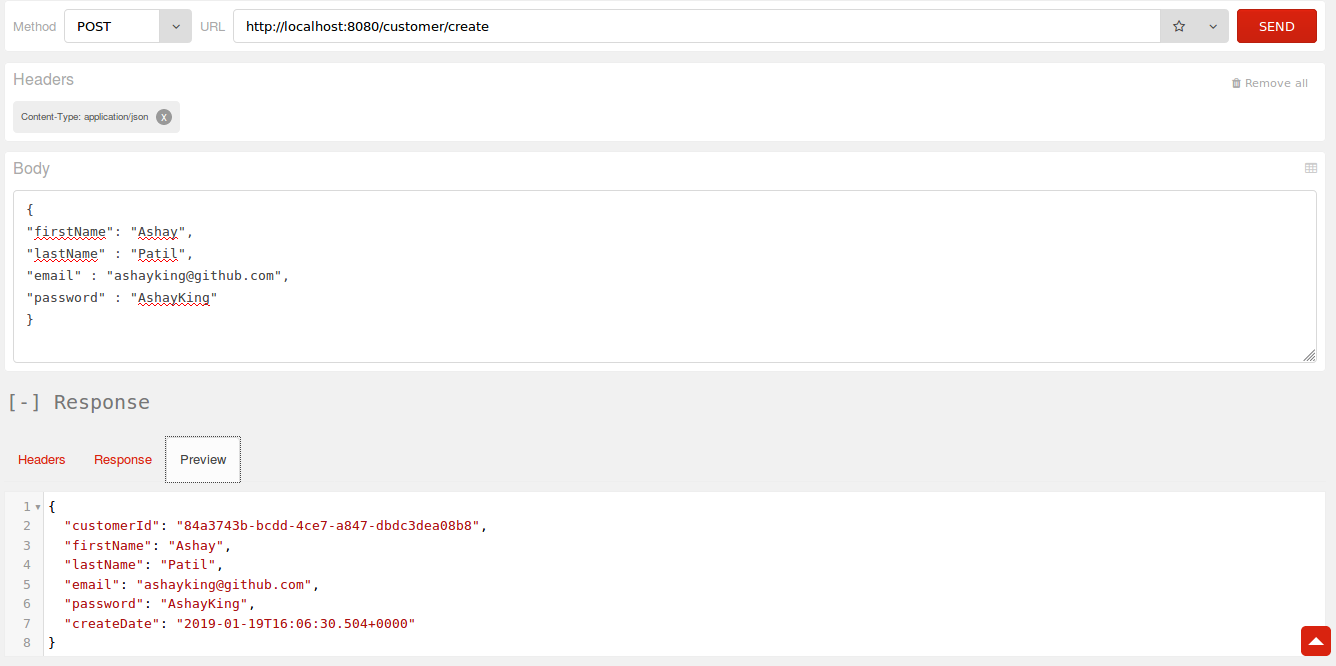 Method POST URL http://localhost:8080/customer/create SEND
Headers Remove all
Content-Type: application/json X
Body
{
"firstName": "Ashay",
"lastName" : "Patil",
"email" : "ashayking@github.com",
"password" : "AshayKing"
}
[-] Response
Headers Response Preview
1 {
2 "customerId": "84a3743b-bcdd-4ce7-a847-dbdc3dea08b8",
3 "firstName": "Ashay",
4 "lastName": "Patil",
5 "email": "ashayking@github.com",
6 "password": "AshayKing",
7 "createDate": "2019-01-19T16:06:30.504+0000"
8 }